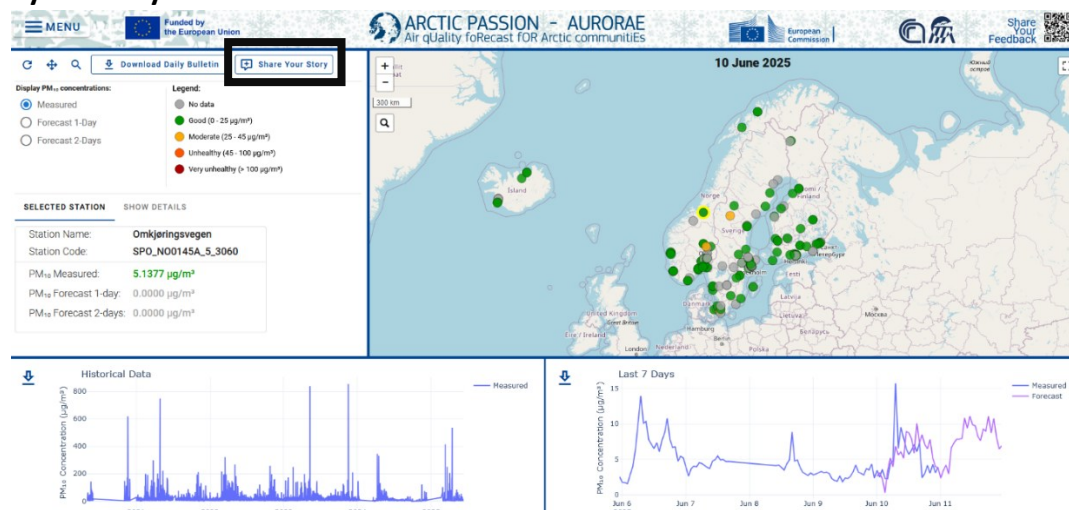 MENU
Funded by
the European Union
ARCTIC PASSION - AURORAE
Air qUality foRecast fOR Arctic communitiEs
European
Commission
Share
Your
Feedback
Download Daily Bulletin
Share Your Story
Display PM₁₀ concentrations:
Measured
Forecast 1-Day
Forecast 2-Days
Legend:
No data
Good (0 - 25 µg/m³)
Moderate (25 - 45 µg/m³)
Unhealthy (45 - 100 µg/m³)
Very unhealthy (> 100 µg/m³)
SELECTED STATION SHOW DETAILS
Station Name: Omkjøringsvegen
Station Code: SPO_NO0145A_5_3060
PM₁₀ Measured: 5.1377 µg/m³
PM₁₀ Forecast 1-day: 0.0000 µg/m³
PM₁₀ Forecast 2-days: 0.0000 µg/m³
+
−
300 km
10 June 2025
Ísland
Norge
Suomi /
Finland
Sverige
Eesti
Latvija
Lietuva
Москва
Беларусь
Danmark
United Kingdom
Éire / Ireland
London
Nederland
Hamburg
Berlin
Polska
Historical Data
Measured
PM₁₀ Concentration (µg/m³)
800
600
400
200
0
Last 7 Days
Measured
Forecast
PM₁₀ Concentration (µg/m³)
15
10
5
0
Jun 6
Jun 7
Jun 8
Jun 9
Jun 10
Jun 11